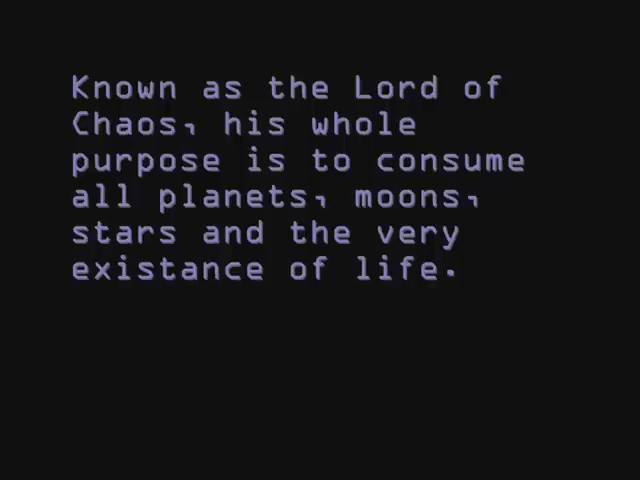 Known as the Lord of
Chaos, his whole
purpose is to consume
all planets, moons,
stars and the very
existance of life.